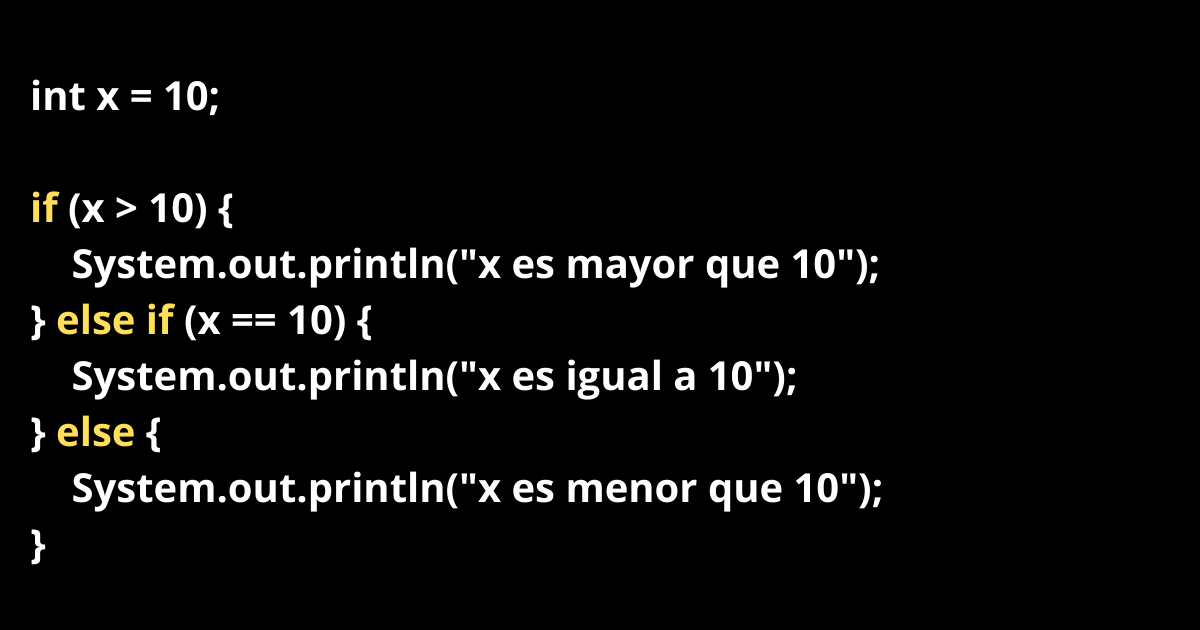 int x = 10;
if (x > 10) {
System.out.println("x es mayor que 10");
} else if (x == 10) {
System.out.println("x es igual a 10");
} else {
System.out.println("x es menor que 10");
}